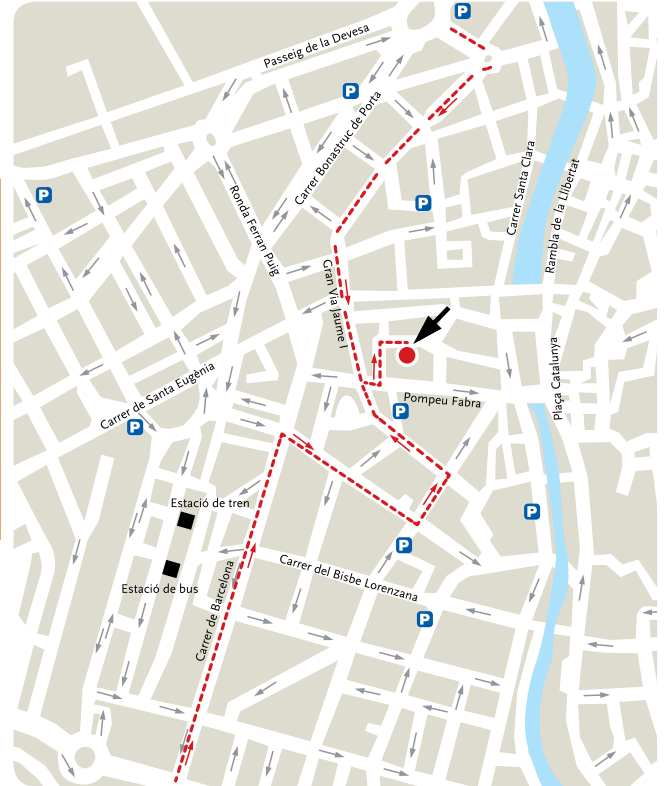 P
Passeig de la Devesa
P
Carrer Bonastruc de Porta
Carrer Santa Clara
Rambla de la Llibertat
P
P
Ronda Ferran Puig
Gran Via Jaume I
Plaça Catalunya
Carrer de Santa Eugènia
Pompeu Fabra
P
P
Estació de tren
P
P
Carrer del Bisbe Lorenzana
Estació de bus
Carrer de Barcelona
P